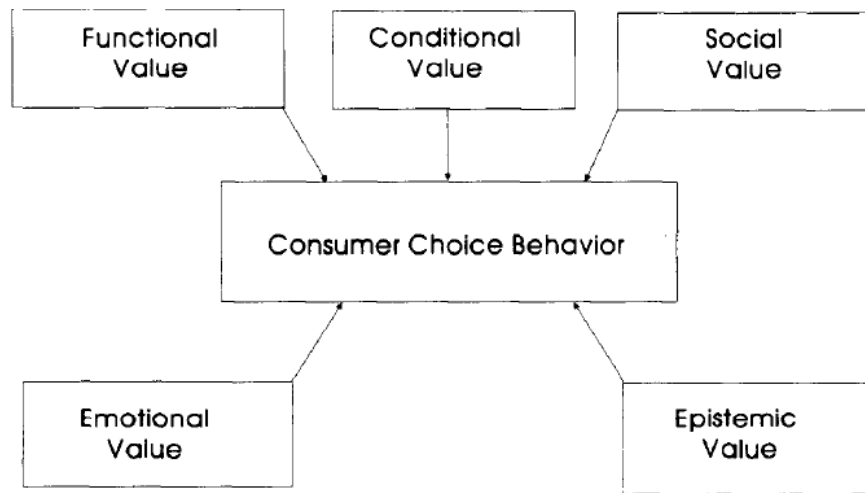 Functional
Value
Conditional
Value
Social
Value
Consumer Choice Behavior
Emotional
Value
Epistemic
Value